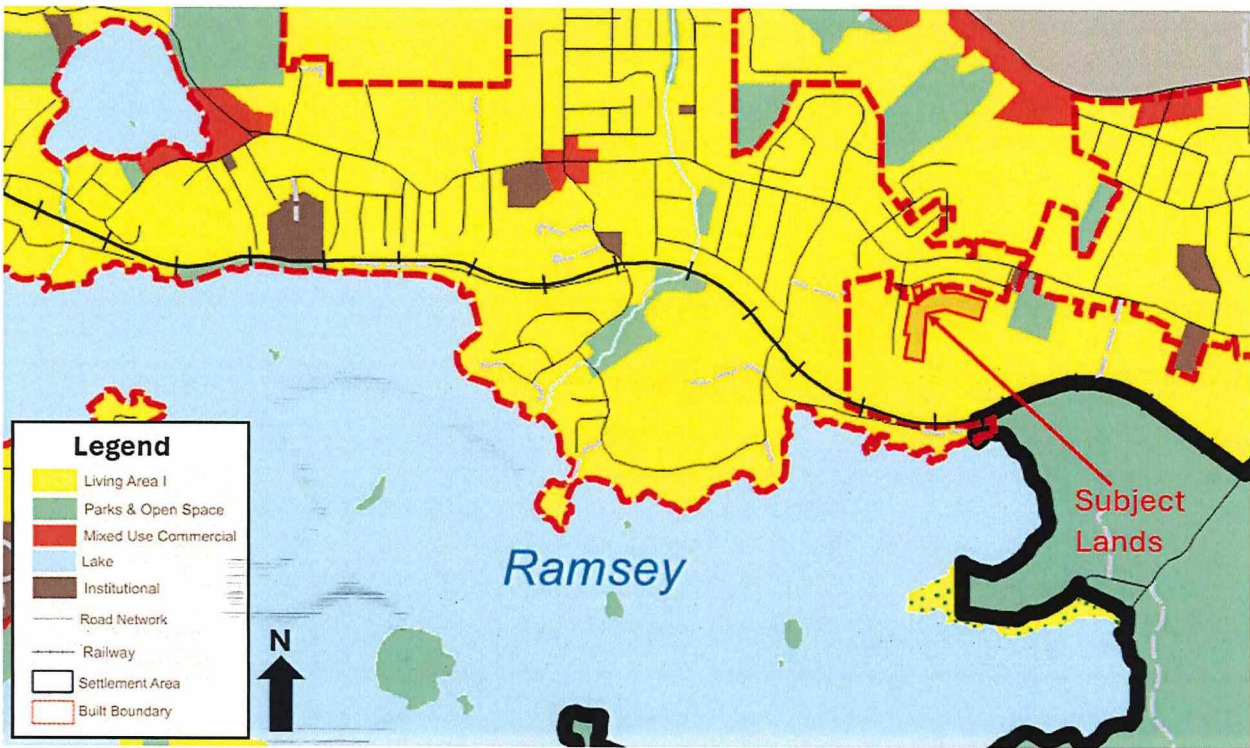 Legend
Living Area I
Parks & Open Space
Mixed Use Commercial
Lake
Institutional
Road Network
Railway
Settlement Area
Built Boundary
N
Ramsey
Subject
Lands